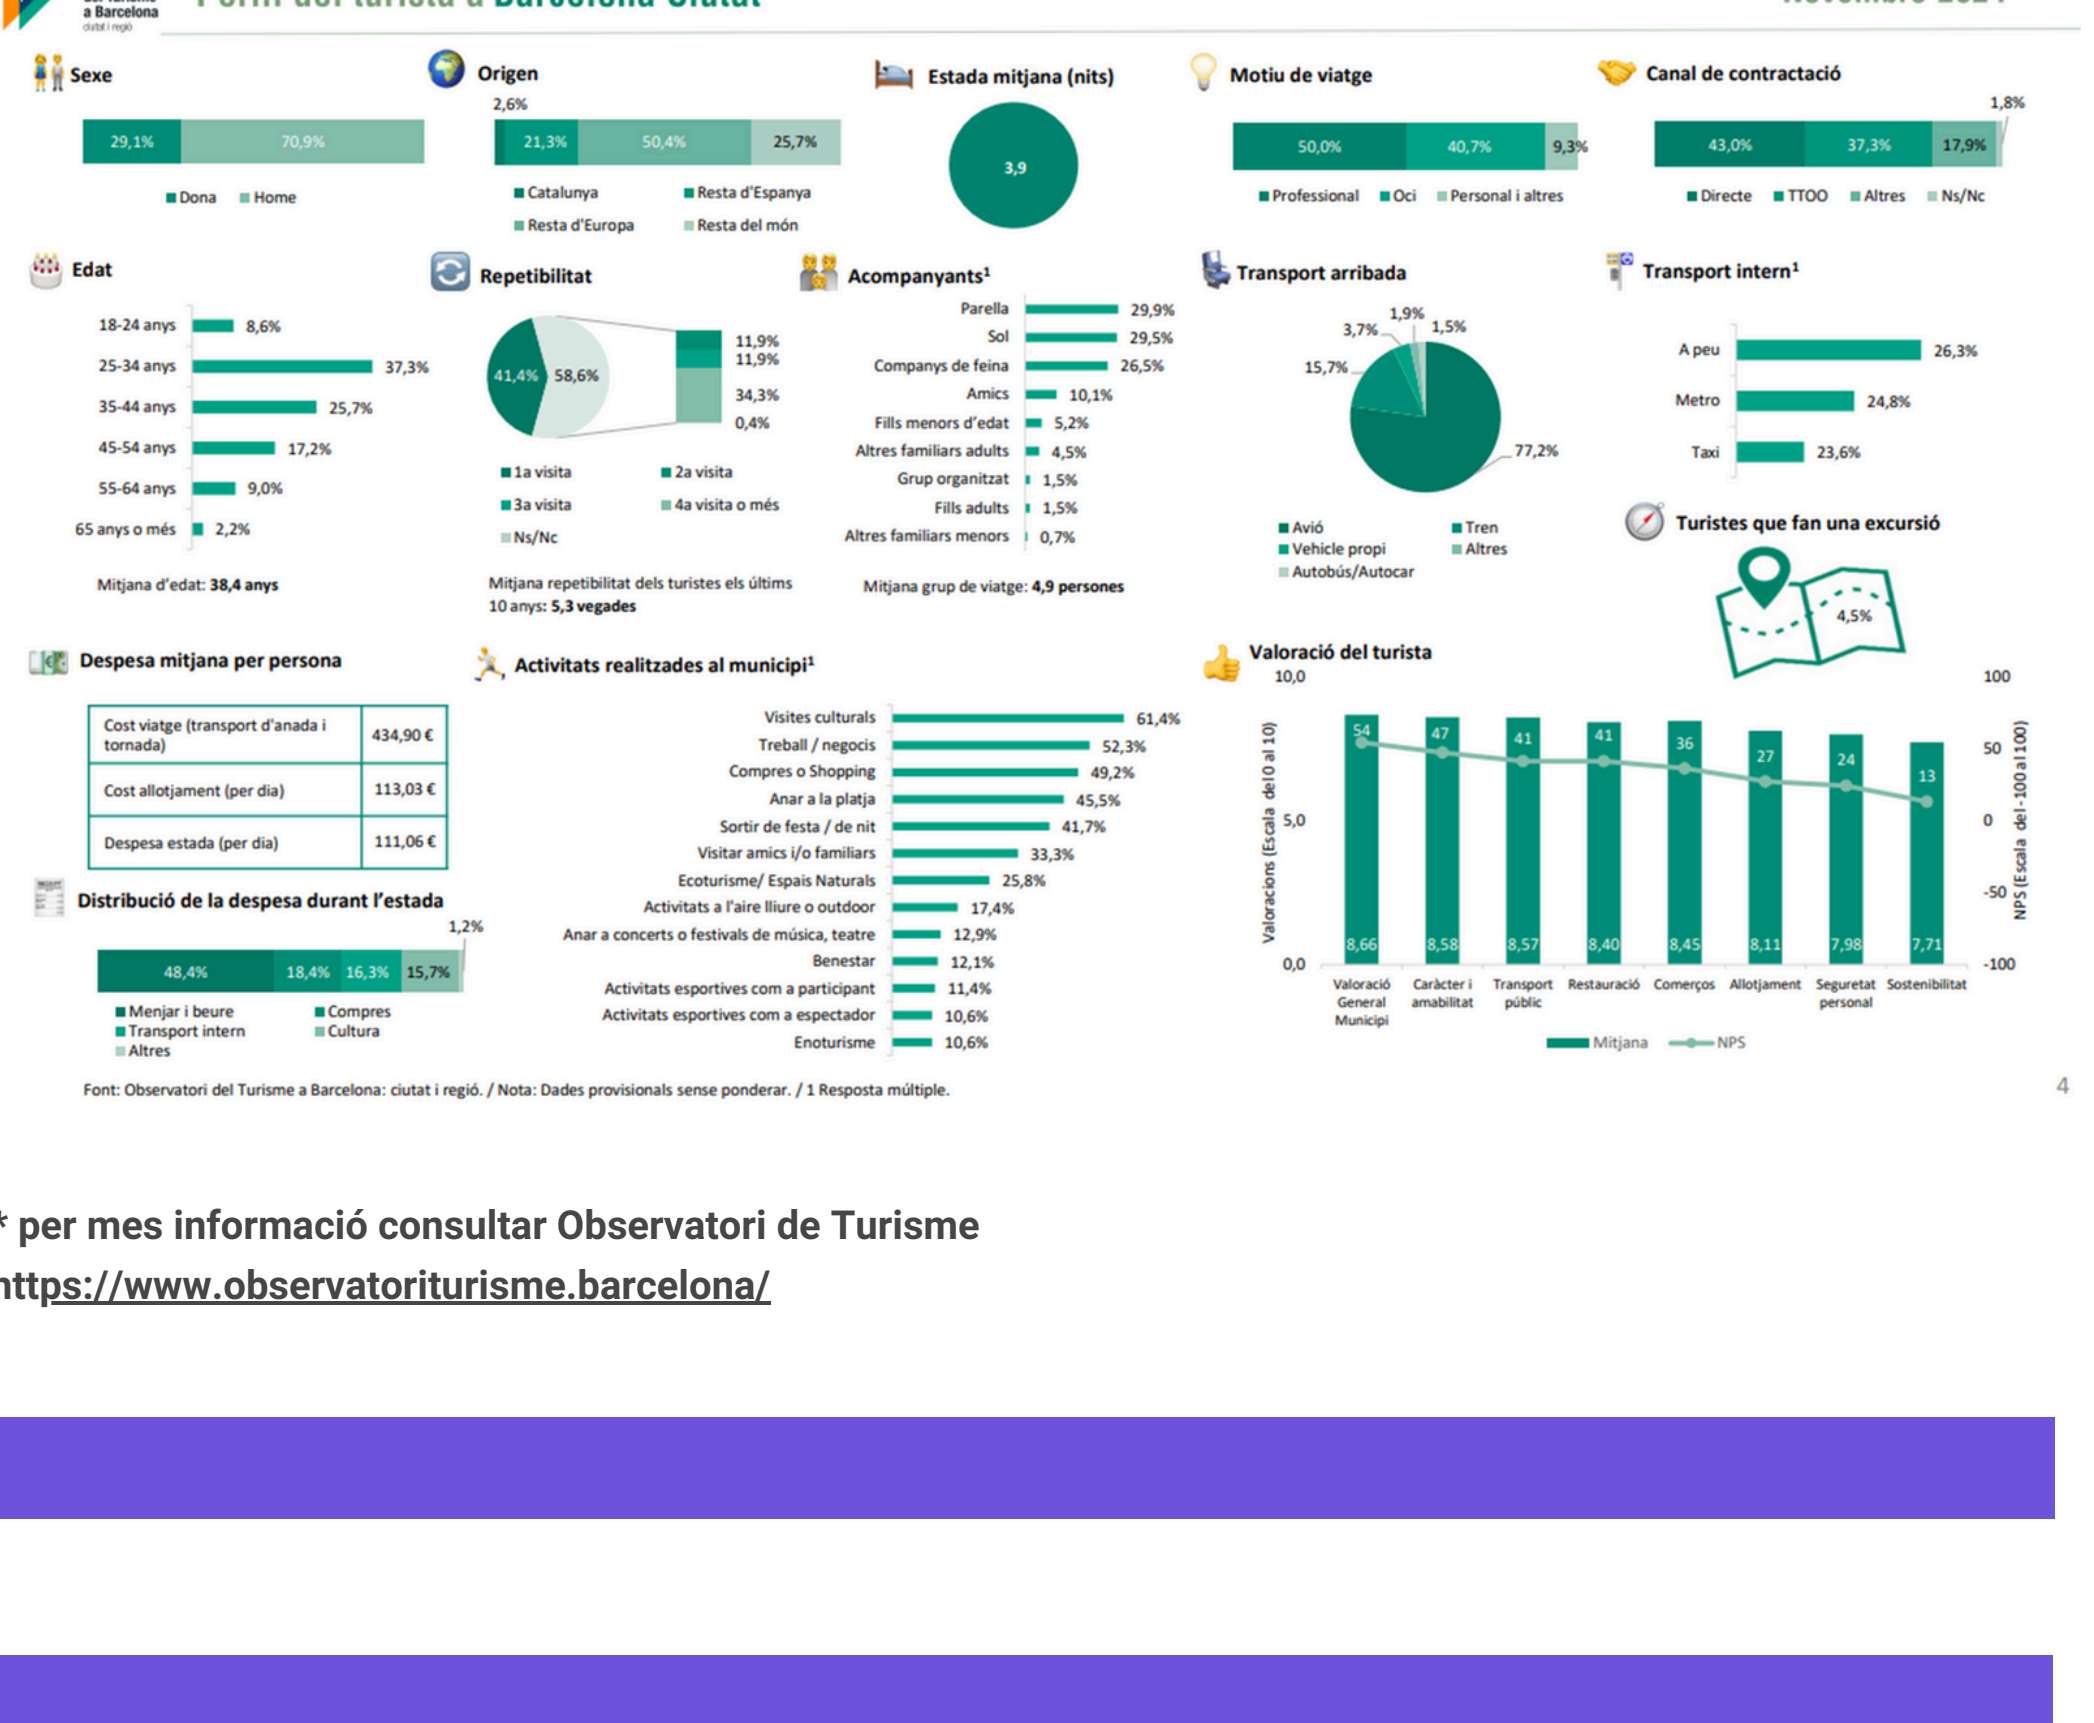 a Barcelona
ciutat i regió
Sexe
29,1%
70,9%
Dona
Home
Origen
2,6%
21,3%
50,4%
25,7%
Catalunya
Resta d'Espanya
Resta d'Europa
Resta del món
Estada mitjana (nits)
3,9
Motiu de viatge
50,0%
40,7%
9,3%
Professional
Oci
Personal i altres
Canal de contractació
1,8%
43,0%
37,3%
17,9%
Directe
TTOO
Altres
Ns/Nc
Edat
18-24 anys 8,6%
25-34 anys 37,3%
35-44 anys 25,7%
45-54 anys 17,2%
55-64 anys 9,0%
65 anys o més 2,2%
Mitjana d'edat: 38,4 anys
Repetibilitat
41,4%
58,6%
11,9%
11,9%
34,3%
0,4%
1a visita
2a visita
3a visita
4a visita o més
Ns/Nc
Mitjana repetibilitat dels turistes els últims
10 anys: 5,3 vegades
Acompanyants¹
Parella 29,9%
Sol 29,5%
Companys de feina 26,5%
Amics 10,1%
Fills menors d'edat 5,2%
Altres familiars adults 4,5%
Grup organitzat 1,5%
Fills adults 1,5%
Altres familiars menors 0,7%
Mitjana grup de viatge: 4,9 persones
Transport arribada
1,9%
3,7%
1,5%
15,7%
77,2%
Avió
Tren
Vehicle propi
Altres
Autobús/Autocar
Transport intern¹
A peu 26,3%
Metro 24,8%
Taxi 23,6%
Turistes que fan una excursió
4,5%
Despesa mitjana per persona
Cost viatge (transport d'anada i
tornada)
434,90 €
Cost allotjament (per dia) 113,03 €
Despesa estada (per dia) 111,06 €
Distribució de la despesa durant l'estada
1,2%
48,4%
18,4%
16,3%
15,7%
Menjar i beure
Compres
Transport intern
Cultura
Altres
Activitats realitzades al municipi¹
Visites culturals 61,4%
Treball / negocis 52,3%
Compres o Shopping 49,2%
Anar a la platja 45,5%
Sortir de festa / de nit 41,7%
Visitar amics i/o familiars 33,3%
Ecoturisme/ Espais Naturals 25,8%
Activitats a l'aire lliure o outdoor 17,4%
Anar a concerts o festivals de música, teatre 12,9%
Benestar 12,1%
Activitats esportives com a participant 11,4%
Activitats esportives com a espectador 10,6%
Enoturisme 10,6%
Valoració del turista
10,0
5,0
0,0
Valoracions (Escala del 0 al 10)
100
50
0
-50
-100
NPS (Escala del -100 al 100)
54
47
41
41
36
27
24
13
8,66
8,58
8,57
8,40
8,45
8,11
7,98
7,71
Valoració
General
Municipi
Caràcter i
amabilitat
Transport
públic
Restauració
Comerços
Allotjament
Seguretat
personal
Sostenibilitat
Mitjana
NPS
Font: Observatori del Turisme a Barcelona: ciutat i regió. / Nota: Dades provisionals sense ponderar. / 1 Resposta múltiple.
4
* per mes informació consultar Observatori de Turisme
https://www.observatoriturisme.barcelona/